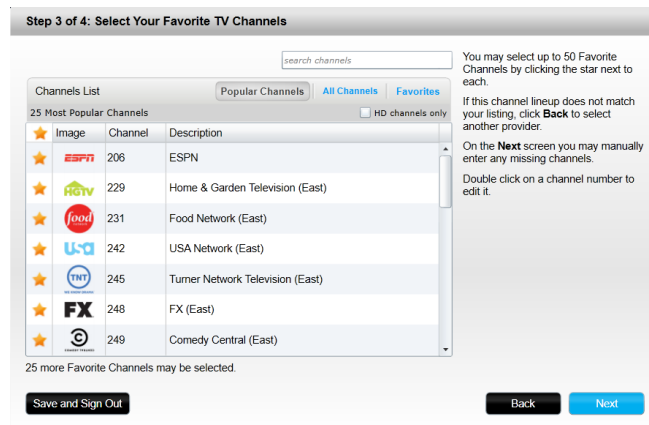 Step 3 of 4: Select Your Favorite TV Channels
search channels
Channels List Popular Channels All Channels Favorites
25 Most Popular Channels HD channels only
Image Channel Description
ESPN 206 ESPN
HGTV 229 Home & Garden Television (East)
food 231 Food Network (East)
USA 242 USA Network (East)
TNT 245 Turner Network Television (East)
FX 248 FX (East)
249 Comedy Central (East)
25 more Favorite Channels may be selected.
You may select up to 50 Favorite
Channels by clicking the star next to
each.
If this channel lineup does not match
your listing, click Back to select
another provider.
On the Next screen you may manually
enter any missing channels.
Double click on a channel number to
edit it.
Save and Sign Out Back Next